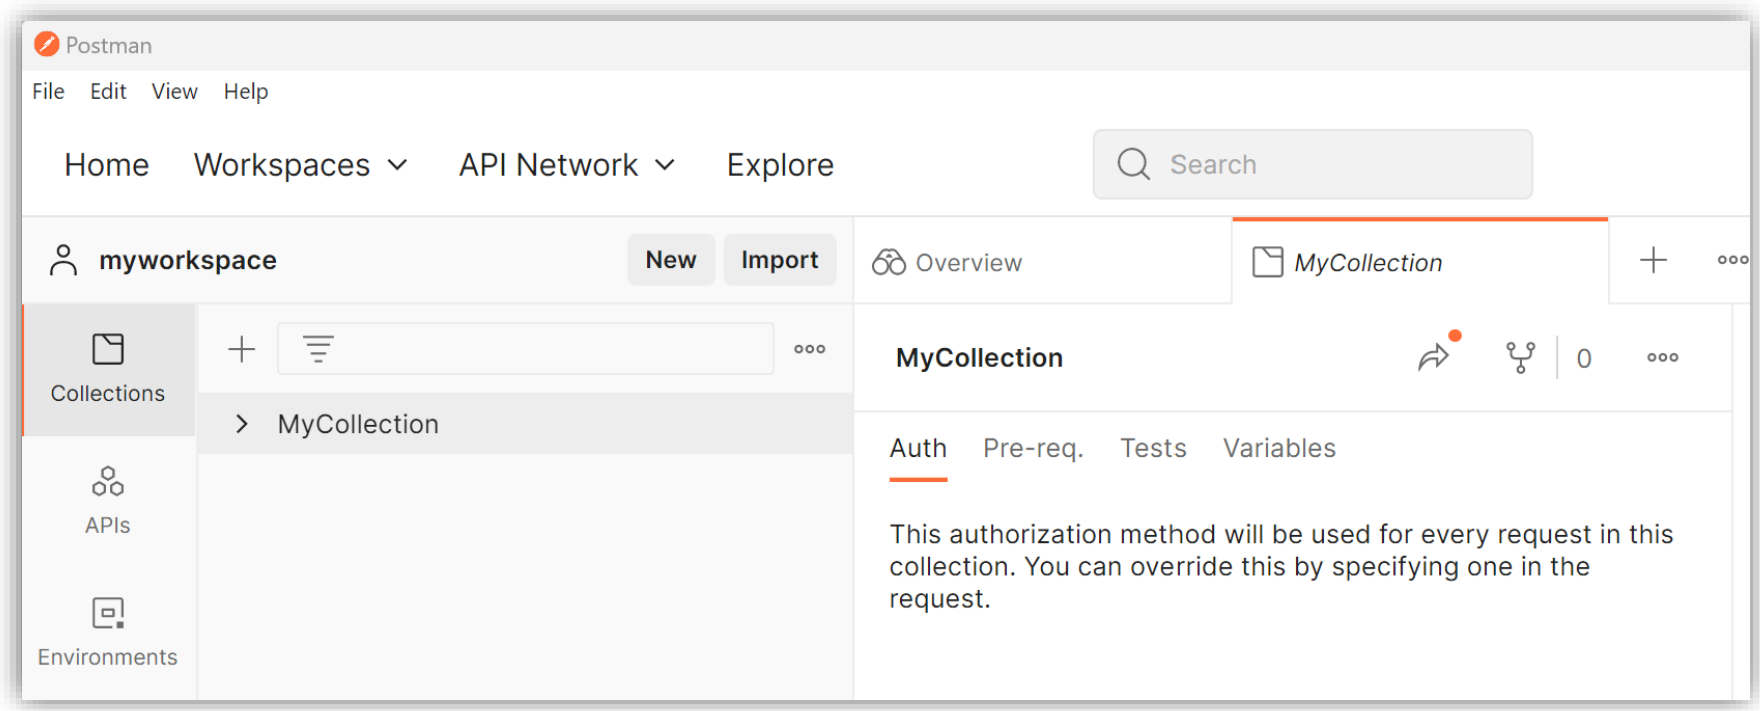 Postman
File Edit View Help
Home Workspaces API Network Explore Search
myworkspace New Import Overview MyCollection
Collections
MyCollection
APIs
Environments
MyCollection 0
Auth Pre-req. Tests Variables
This authorization method will be used for every request in this
collection. You can override this by specifying one in the
request.